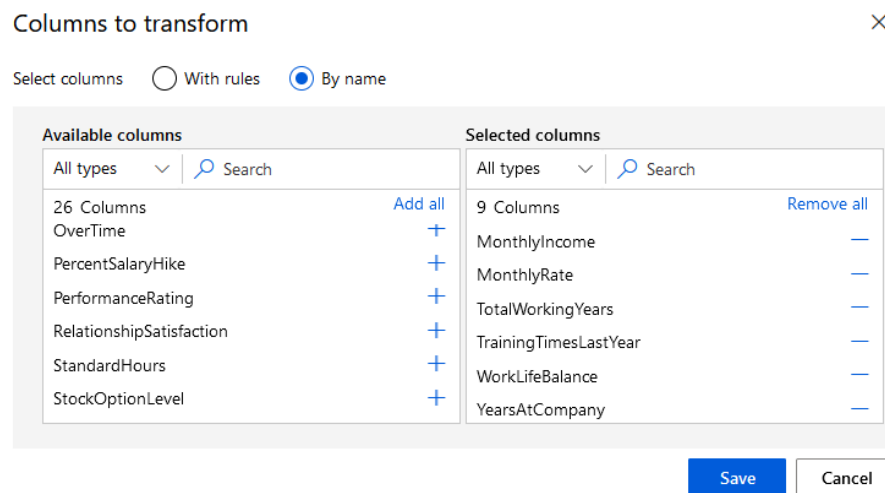 Columns to transform
Select columns With rules By name
Available columns
All types Search
26 Columns Add all
OverTime
PercentSalaryHike
PerformanceRating
RelationshipSatisfaction
StandardHours
StockOptionLevel
Selected columns
All types Search
9 Columns Remove all
MonthlyIncome
MonthlyRate
TotalWorkingYears
TrainingTimesLastYear
WorkLifeBalance
YearsAtCompany
Save Cancel